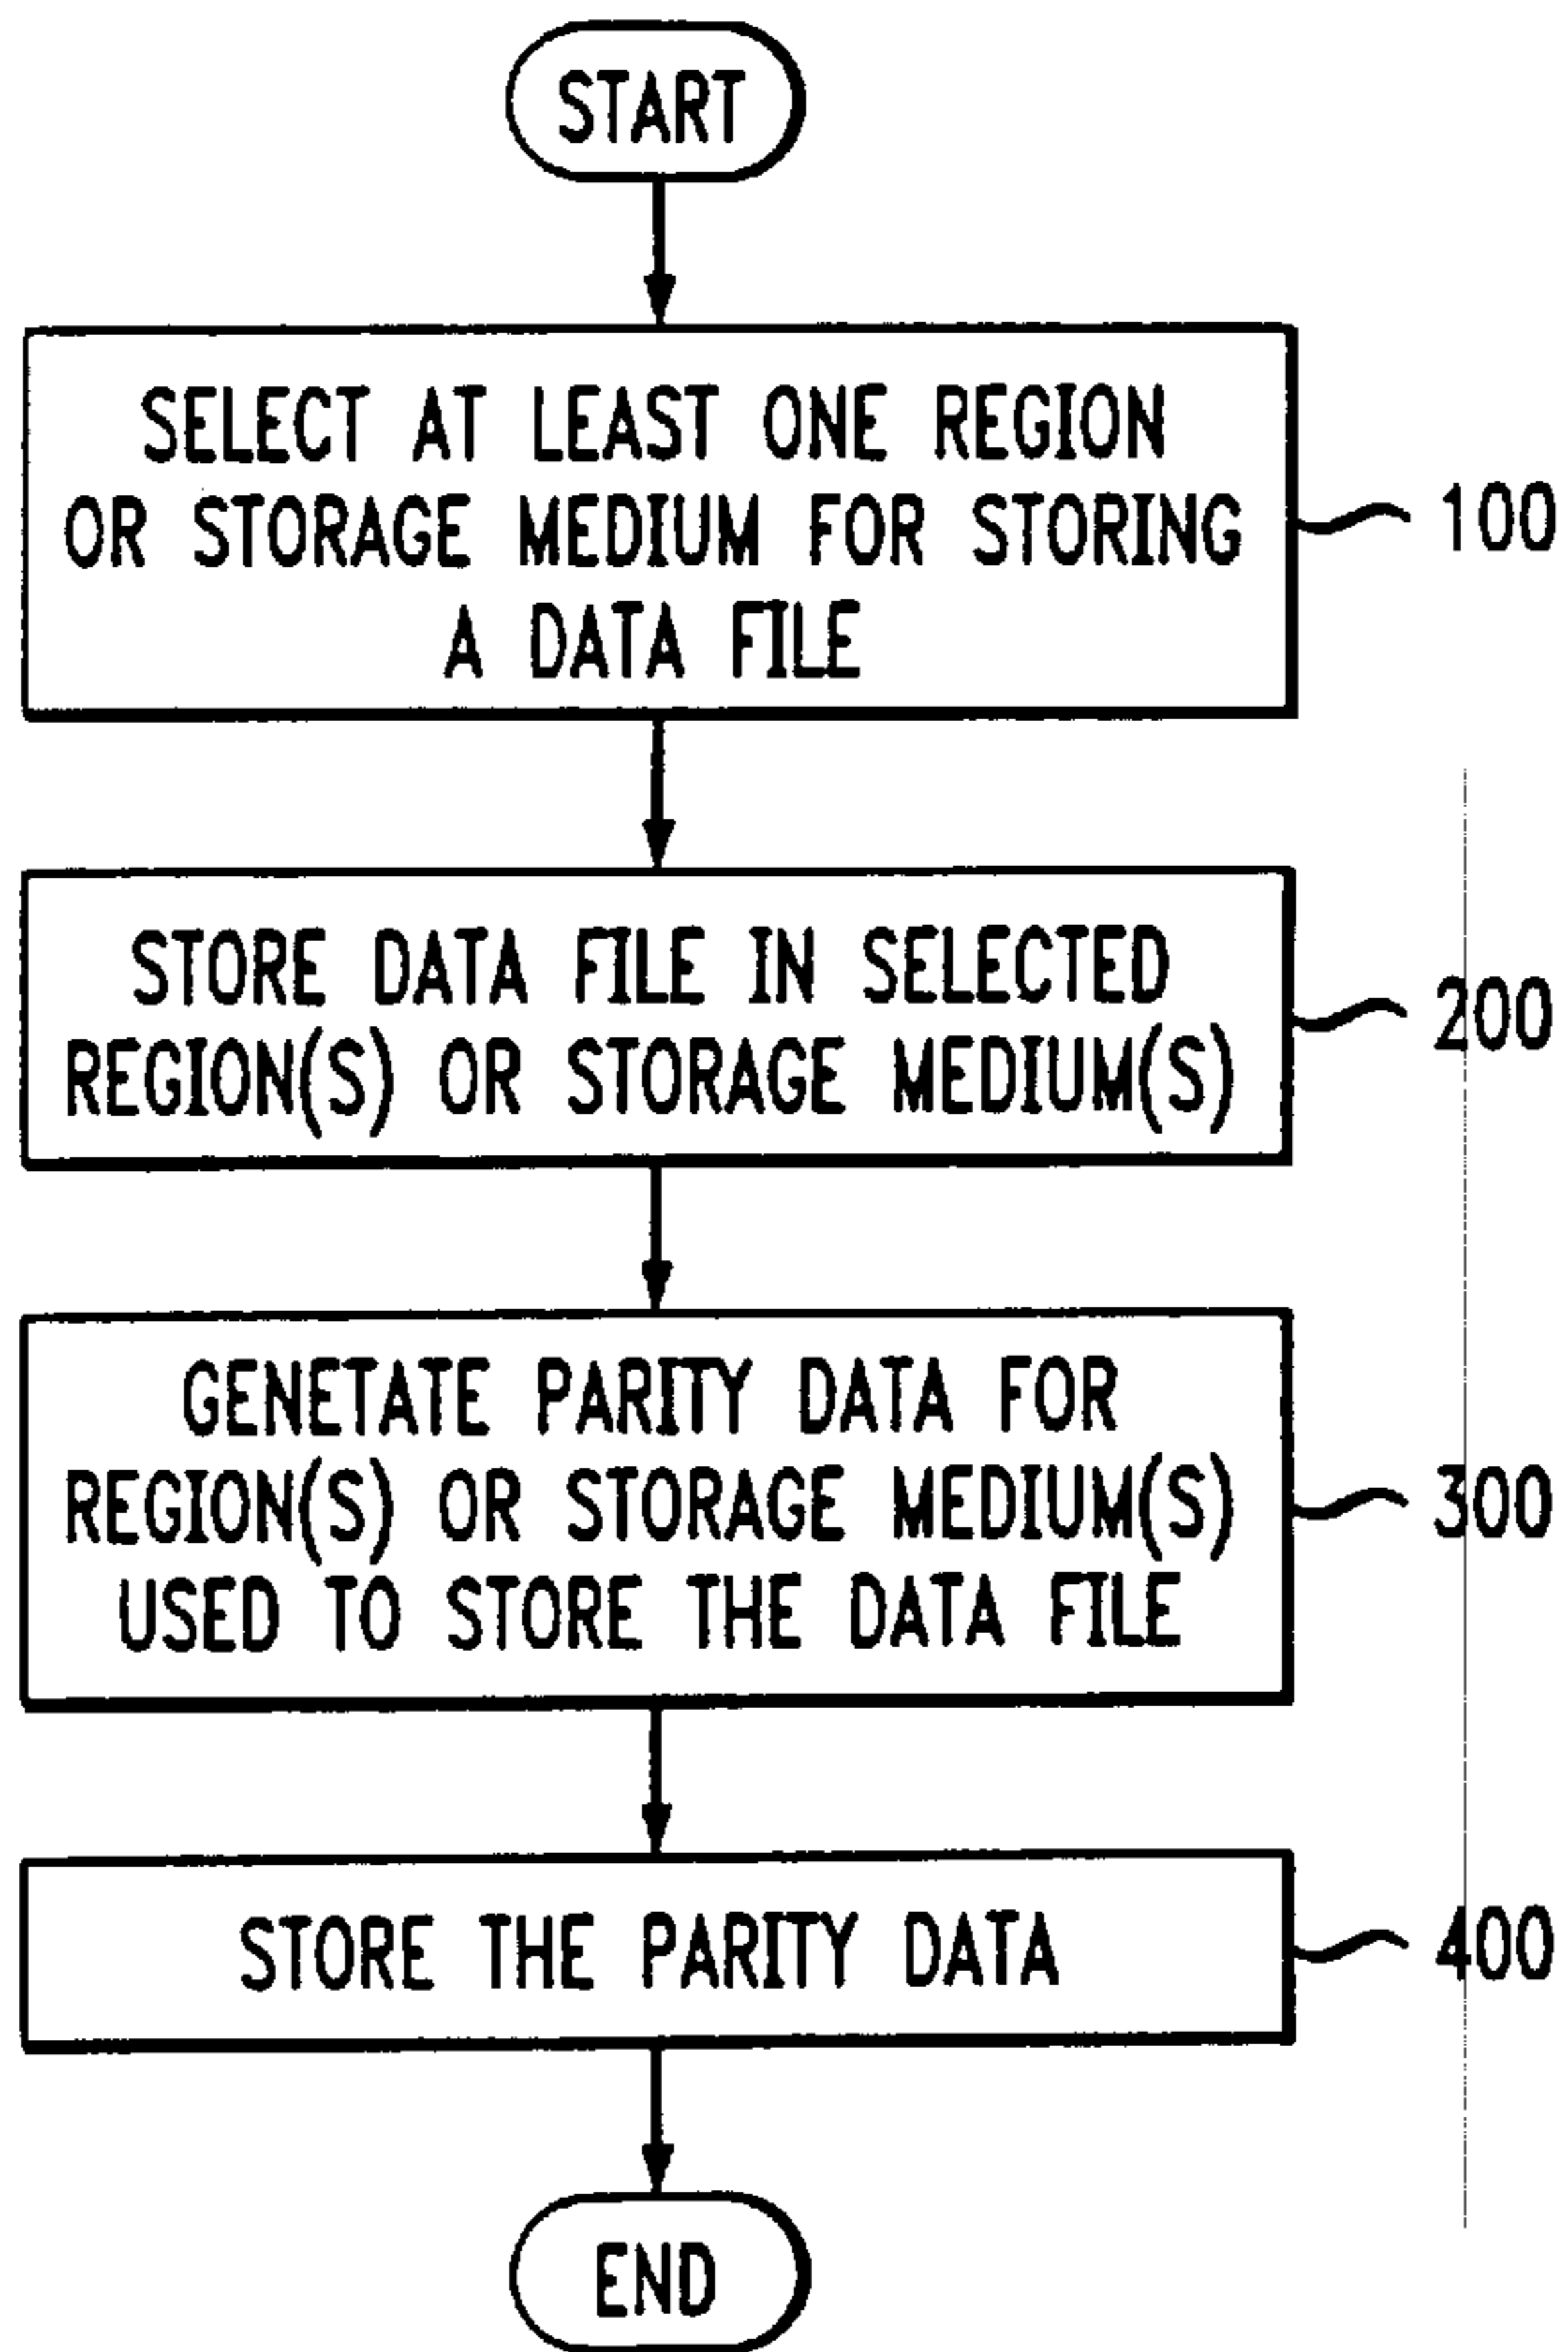 START
SELECT AT LEAST ONE REGION
OR STORAGE MEDIUM FOR STORING
A DATA FILE
100
STORE DATA FILE IN SELECTED
REGION(S) OR STORAGE MEDIUM(S)
200
GENETATE PARITY DATA FOR
REGION(S) OR STORAGE MEDIUM(S)
USED TO STORE THE DATA FILE
300
STORE THE PARITY DATA
400
END